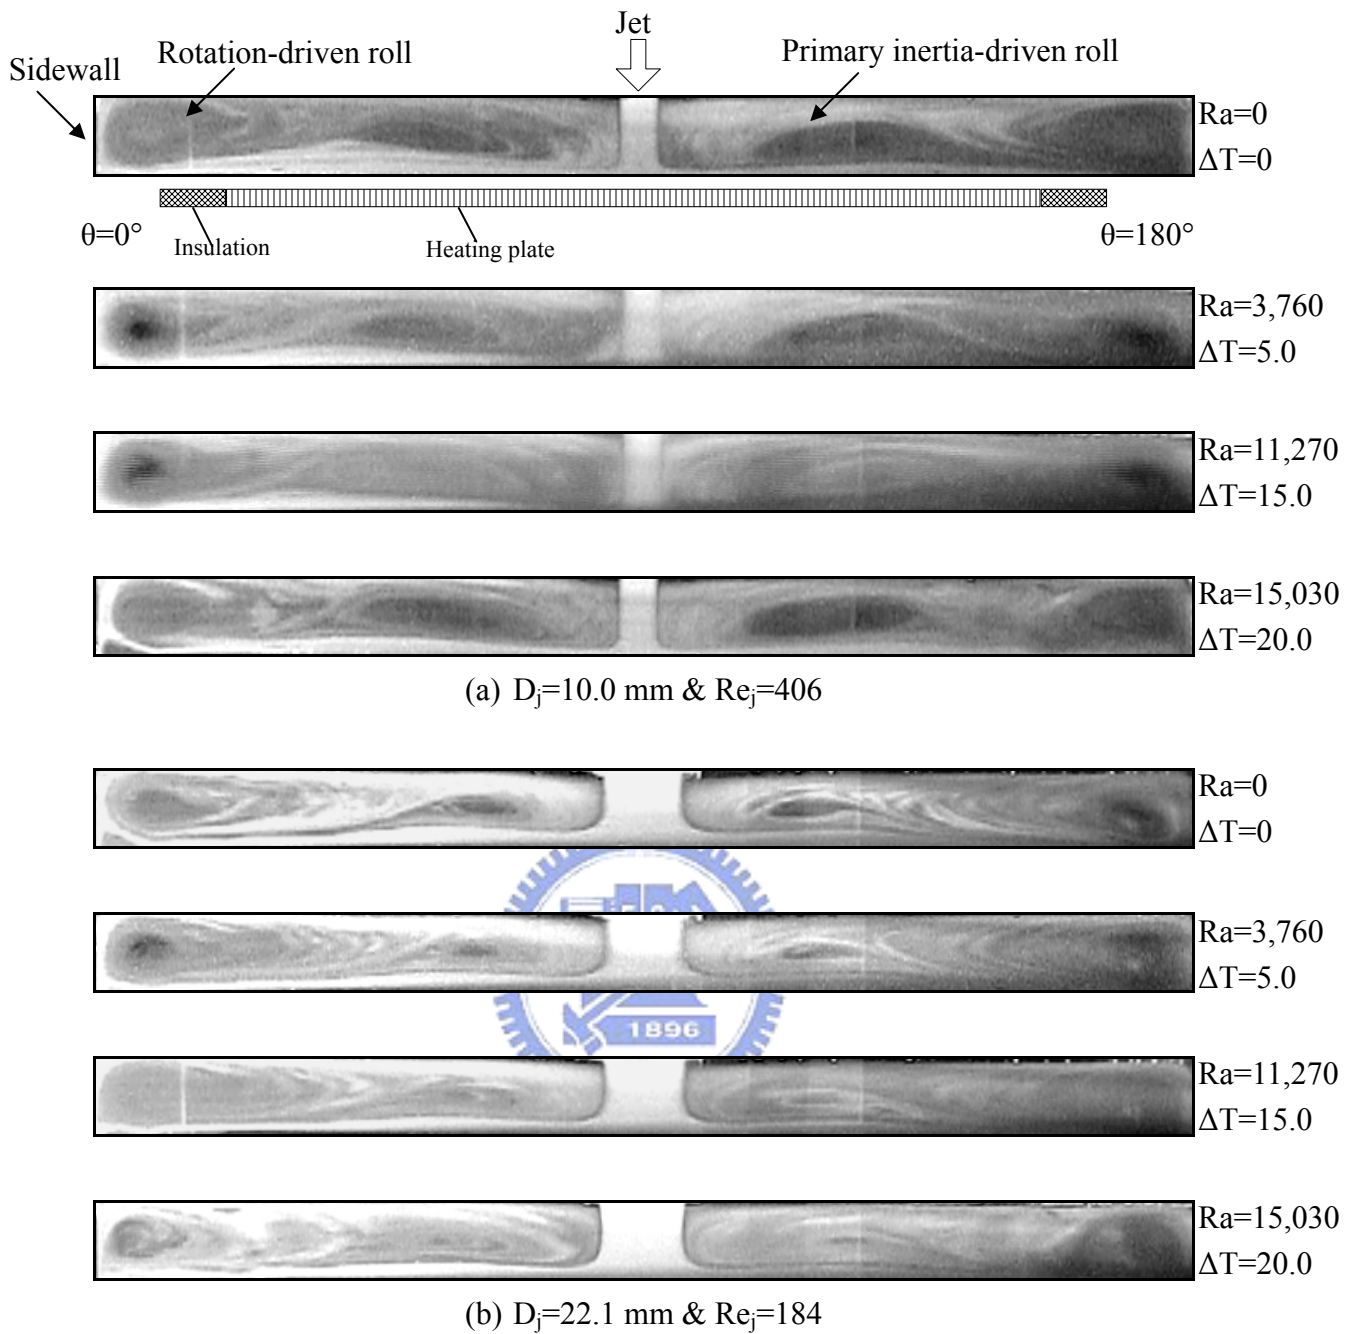 Jet
Rotation-driven roll
Primary inertia-driven roll
Sidewall
Ra=0
ΔT=0
θ=0°
Insulation
Heating plate
θ=180°
Ra=3,760
ΔT=5.0
Ra=11,270
ΔT=15.0
Ra=15,030
ΔT=20.0
(a) Dj=10.0 mm & Rej=406
Ra=0
ΔT=0
Ra=3,760
ΔT=5.0
1896
Ra=11,270
ΔT=15.0
Ra=15,030
ΔT=20.0
(b) Dj=22.1 mm & Rej=184